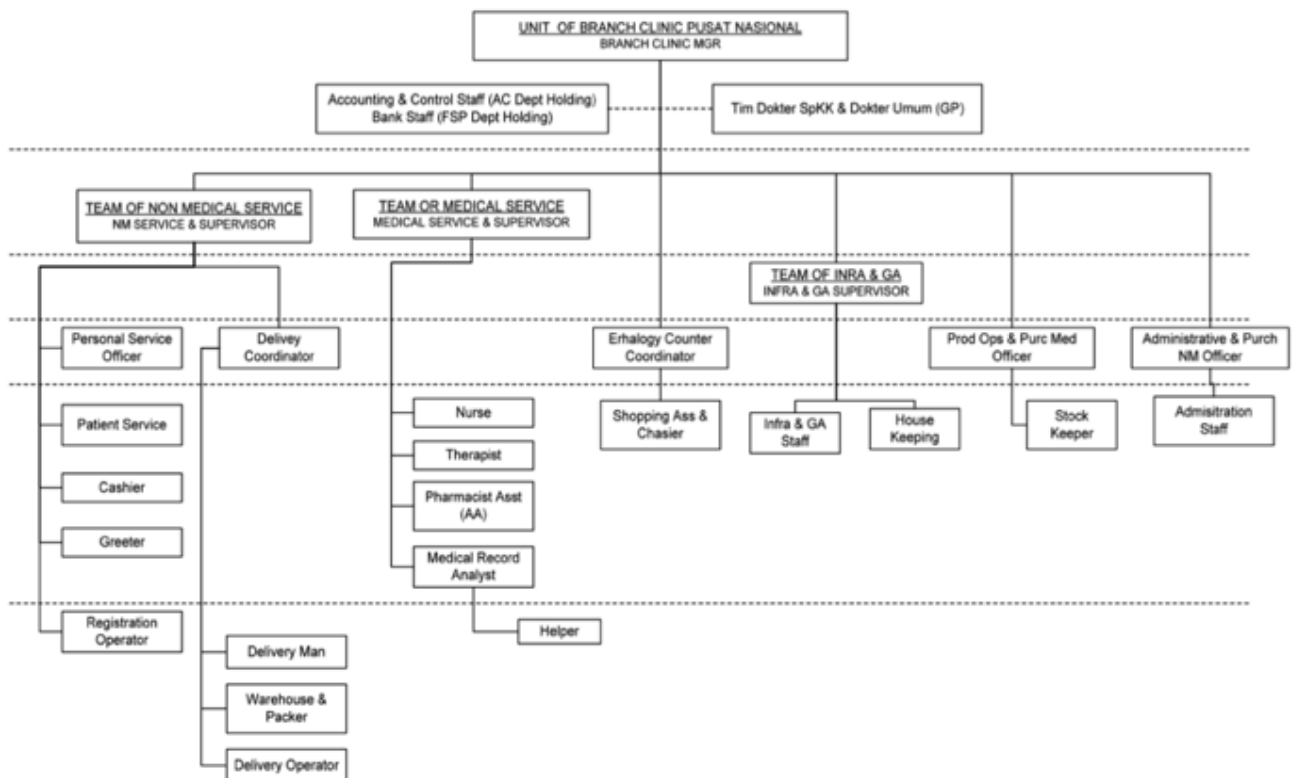 UNIT OF BRANCH CLINIC PUSAT NASIONAL
BRANCH CLINIC MGR
Accounting & Control Staff (AC Dept Holding)
Bank Staff (FSP Dept Holding)
Tim Dokter SpKK & Dokter Umum (GP)
TEAM OF NON MEDICAL SERVICE
NM SERVICE & SUPERVISOR
TEAM OR MEDICAL SERVICE
MEDICAL SERVICE & SUPERVISOR
TEAM OF INRA & GA
INFRA & GA SUPERVISOR
Personal Service
Officer
Delivey
Coordinator
Erhalogy Counter
Coordinator
Prod Ops & Purc Med
Officer
Administrative & Purch
NM Officer
Patient Service
Nurse
Shopping Ass &
Chasier
Infra & GA
Staff
House
Keeping
Stock
Keeper
Admisitration
Staff
Therapist
Cashier
Pharmacist Asst
(AA)
Greeter
Medical Record
Analyst
Registration
Operator
Helper
Delivery Man
Warehouse &
Packer
Delivery Operator